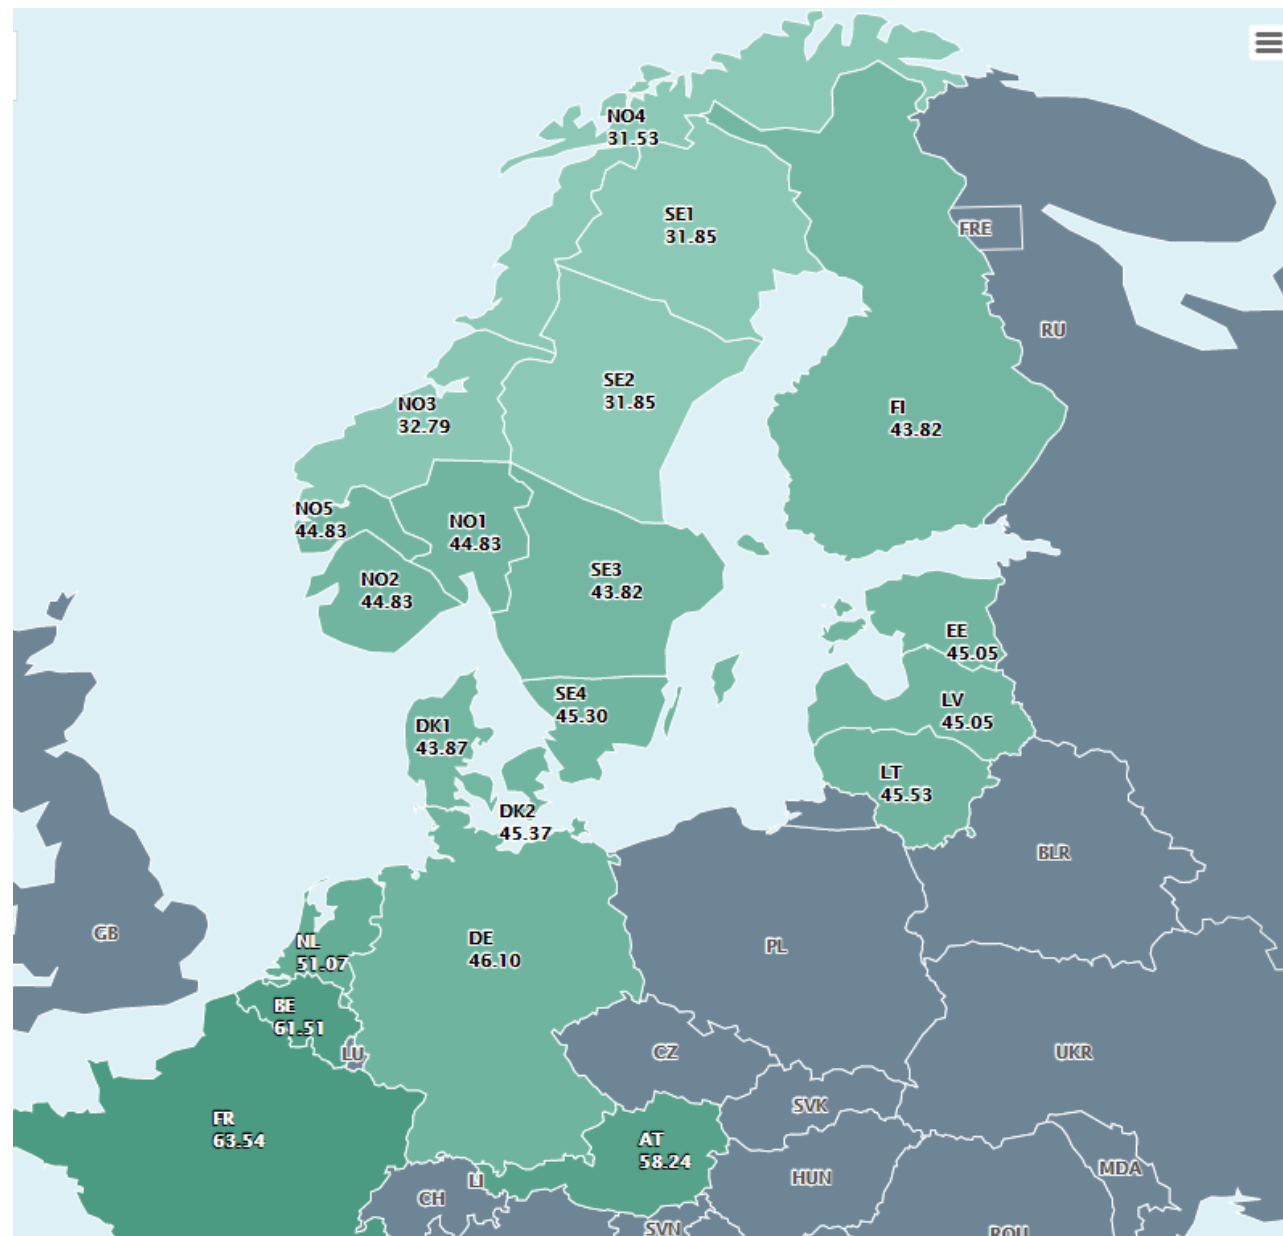 NO4
31.53
SE1
31.85
FRE
RU
SE2
31.85
NO3
32.79
FI
43.82
NO5
44.83
NO1
44.83
NO2
44.83
SE3
43.82
EE
45.05
SE4
45.30
LV
45.05
DK1
43.87
LT
45.53
DK2
45.37
BLR
GB
NL
51.07
DE
46.10
PL
BE
61.51
LU
CZ
UKR
SVK
FR
63.54
AT
58.24
MDA
HUN
LI
CH
SVN
ROU